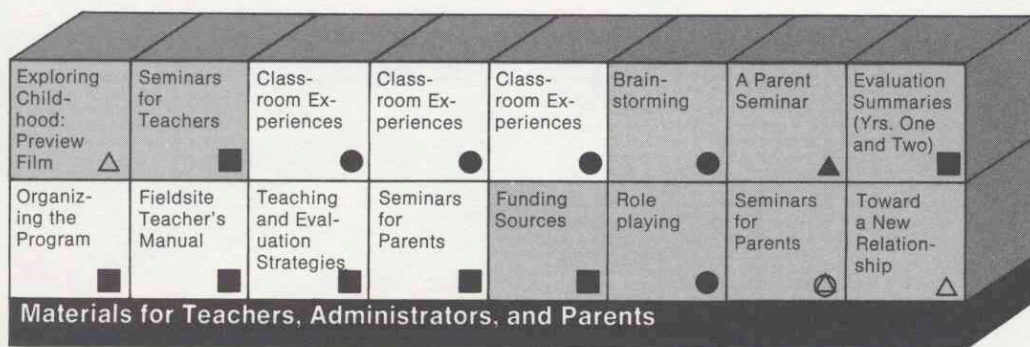 Exploring
Child-
hood:
Preview
Film
Seminars
for
Teachers
Class-
room Ex-
periences
Class-
room Ex-
periences
Class-
room Ex-
periences
Brain-
storming
A Parent
Seminar
Evaluation
Summaries
(Yrs. One
and Two)
Organiz-
ing the
Program
Fieldsite
Teacher's
Manual
Teaching
and Eval-
uation
Strategies
Seminars
for
Parents
Funding
Sources
Role
playing
Seminars
for
Parents
Toward
a New
Relation-
ship
Materials for Teachers, Administrators, and Parents